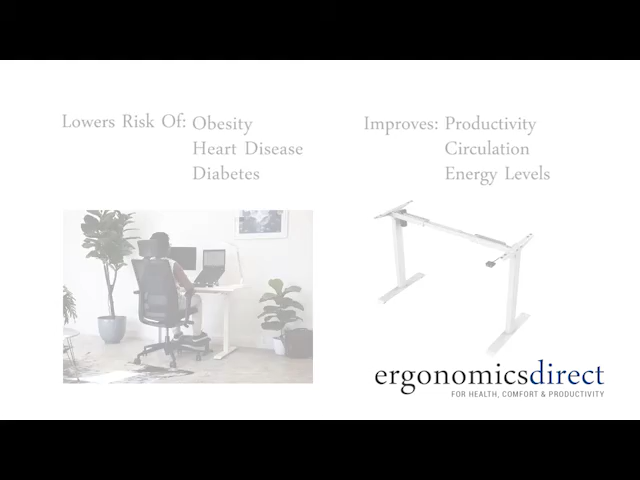 Lowers Risk Of: Obesity
Heart Disease
Diabetes
Improves: Productivity
Circulation
Energy Levels
ergonomicsdirect
FOR HEALTH, COMFORT & PRODUCTIVITY